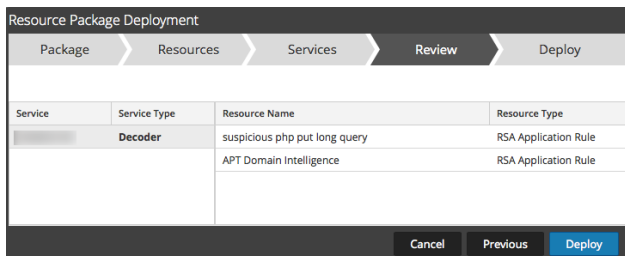 Resource Package Deployment
Package Resources Services Review Deploy
Service Service Type Resource Name Resource Type
Decoder suspicious php put long query RSA Application Rule
APT Domain Intelligence RSA Application Rule
Cancel Previous Deploy